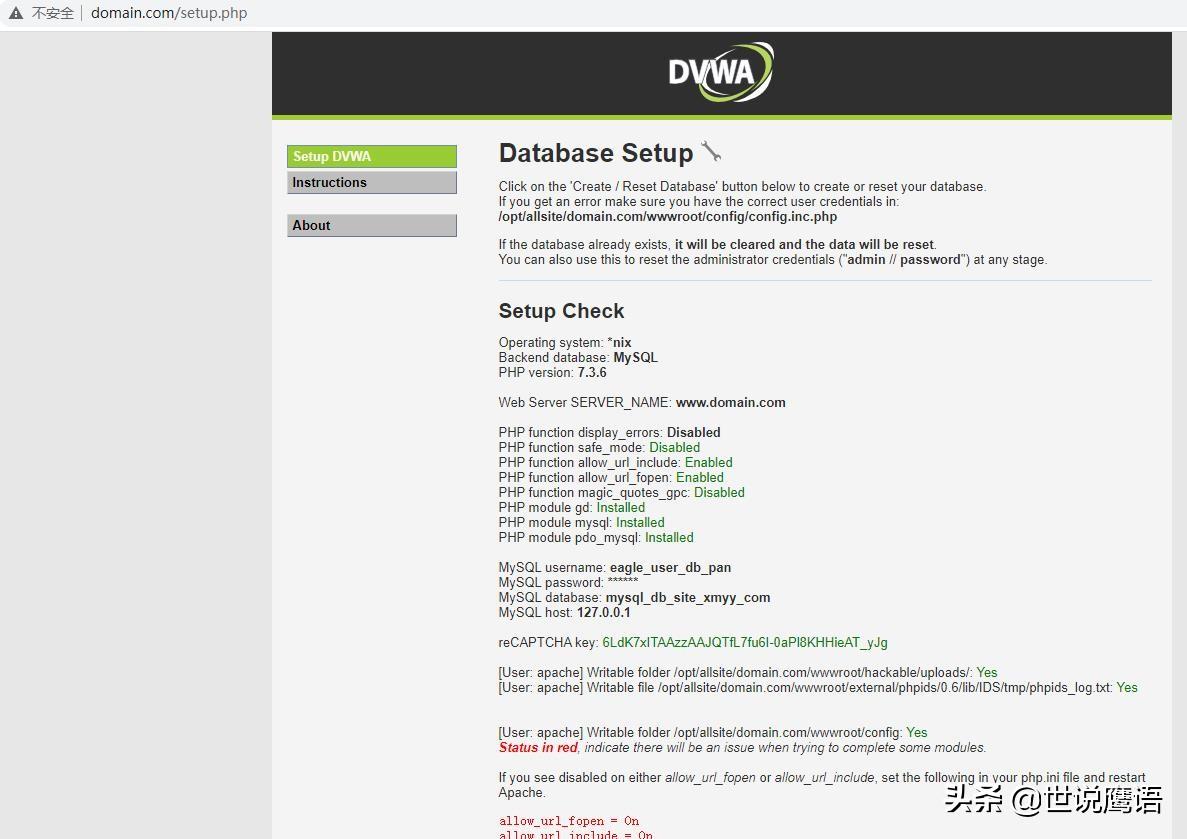 不安全 domain.com/setup.php
DVWA
Setup DVWA
Instructions
About
Database Setup
Click on the 'Create / Reset Database' button below to create or reset your database.
If you get an error make sure you have the correct user credentials in:
/opt/allsite/domain.com/wwwroot/config/config.inc.php
If the database already exists, it will be cleared and the data will be reset.
You can also use this to reset the administrator credentials ("admin // password") at any stage.
Setup Check
Operating system: *nix
Backend database: MySQL
PHP version: 7.3.6
Web Server SERVER_NAME: www.domain.com
PHP function display_errors: Disabled
PHP function safe_mode: Disabled
PHP function allow_url_include: Enabled
PHP function allow_url_fopen: Enabled
PHP function magic_quotes_gpc: Disabled
PHP module gd: Installed
PHP module mysql: Installed
PHP module pdo_mysql: Installed
MySQL username: eagle_user_db_pan
MySQL password: ******
MySQL database: mysql_db_site_xmyy_com
MySQL host: 127.0.0.1
reCAPTCHA key: 6LdK7xITAAzzAAJQTfL7fu6I-0aPl8KHHieAT_yJg
[User: apache] Writable folder /opt/allsite/domain.com/wwwroot/hackable/uploads/: Yes
[User: apache] Writable file /opt/allsite/domain.com/wwwroot/external/phpids/0.6/lib/IDS/tmp/phpids_log.txt: Yes
[User: apache] Writable folder /opt/allsite/domain.com/wwwroot/config: Yes
Status in red, indicate there will be an issue when trying to complete some modules.
If you see disabled on either allow_url_fopen or allow_url_include, set the following in your php.ini file and restart
Apache.
allow_url_fopen = On
allow_url_include = On
头条 @世说鹰语